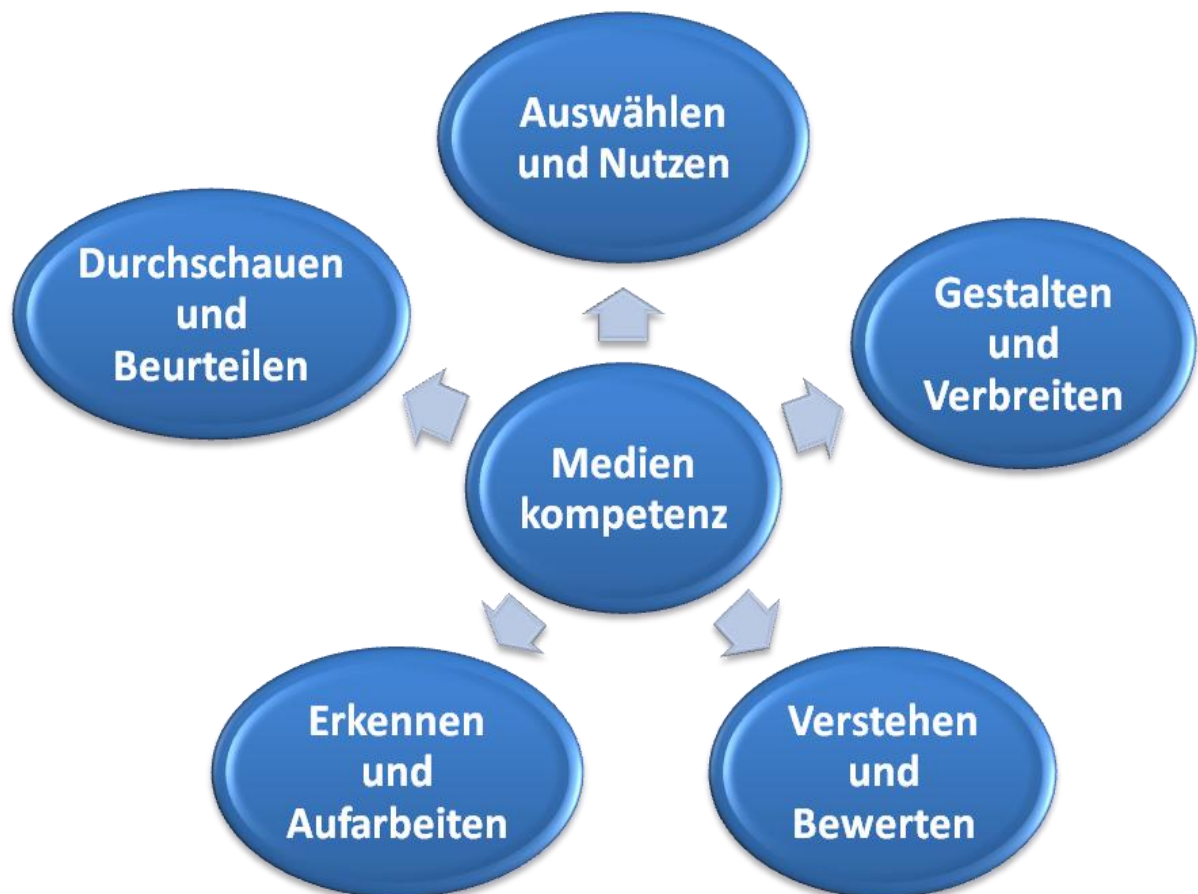 Auswählen
und Nutzen
Durchschauen
und
Beurteilen
Gestalten
und
Verbreiten
Medien
kompetenz
Erkennen
und
Aufarbeiten
Verstehen
und
Bewerten